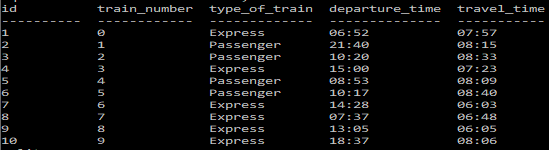 id train_number type_of_train departure_time travel_time
---------- ------------ ------------- -------------- -----------
1 0 Express 06:52 07:57
2 1 Passenger 21:40 08:15
3 2 Passenger 10:20 08:33
4 3 Express 15:00 07:23
5 4 Passenger 08:53 08:09
6 5 Passenger 10:17 08:40
7 6 Express 14:28 06:03
8 7 Express 07:37 06:48
9 8 Express 13:05 06:05
10 9 Express 18:37 08:06